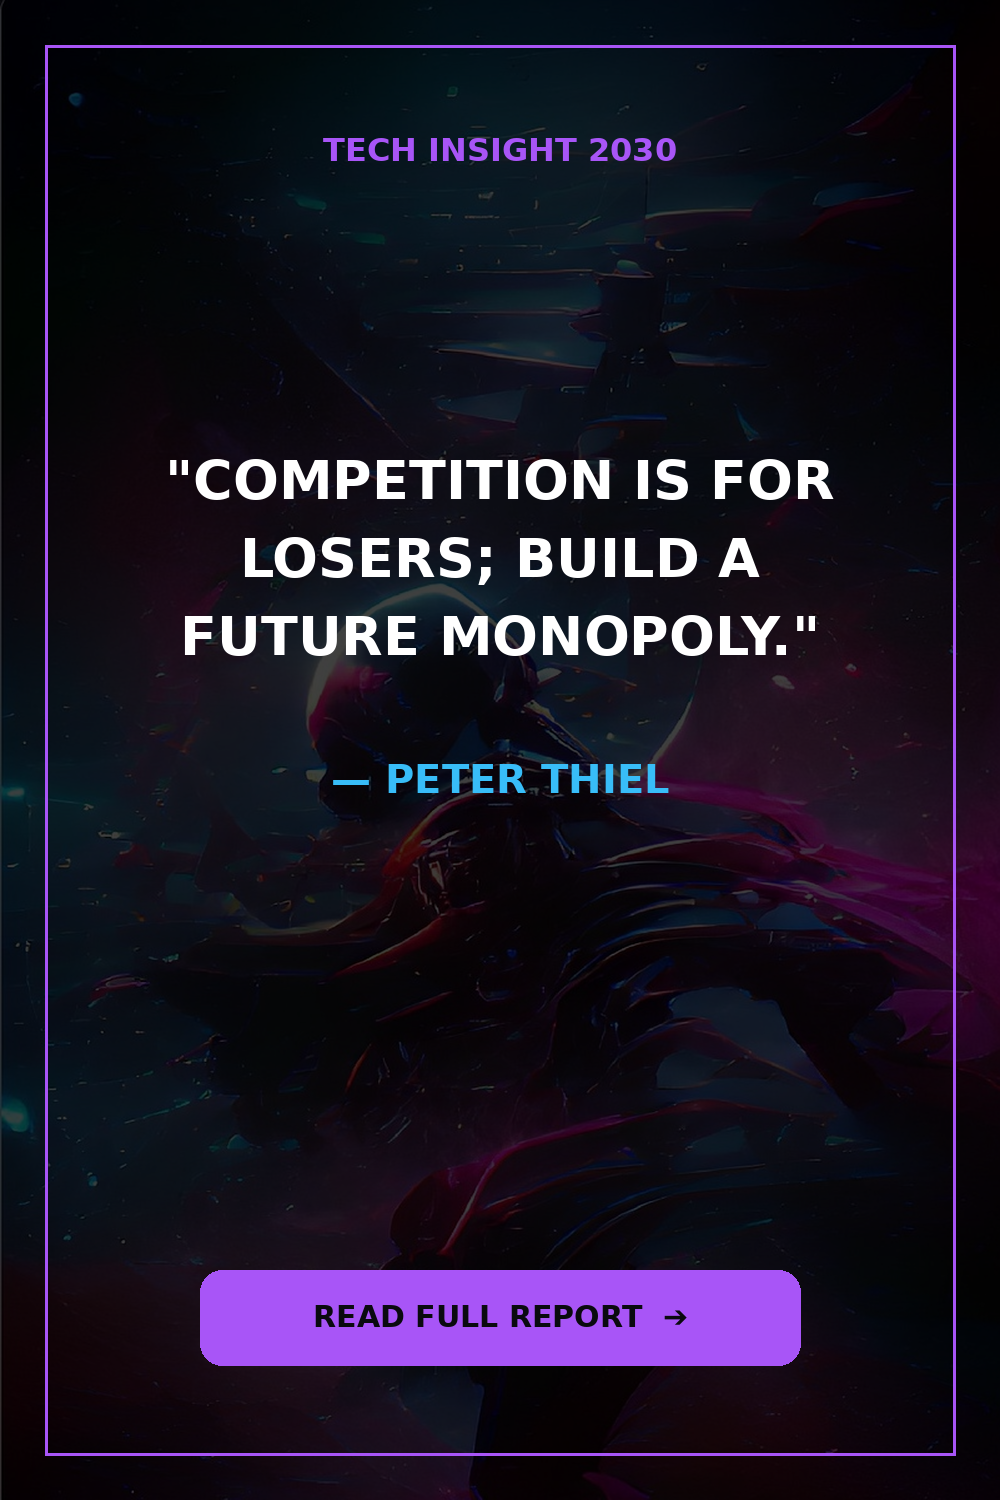 TECH INSIGHT 2030
"COMPETITION IS FOR
LOSERS; BUILD A
FUTURE MONOPOLY."
— PETER THIEL
READ FULL REPORT ➔